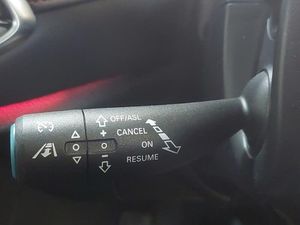 OFF/ASL
+ CANCEL
ON
- RESUME